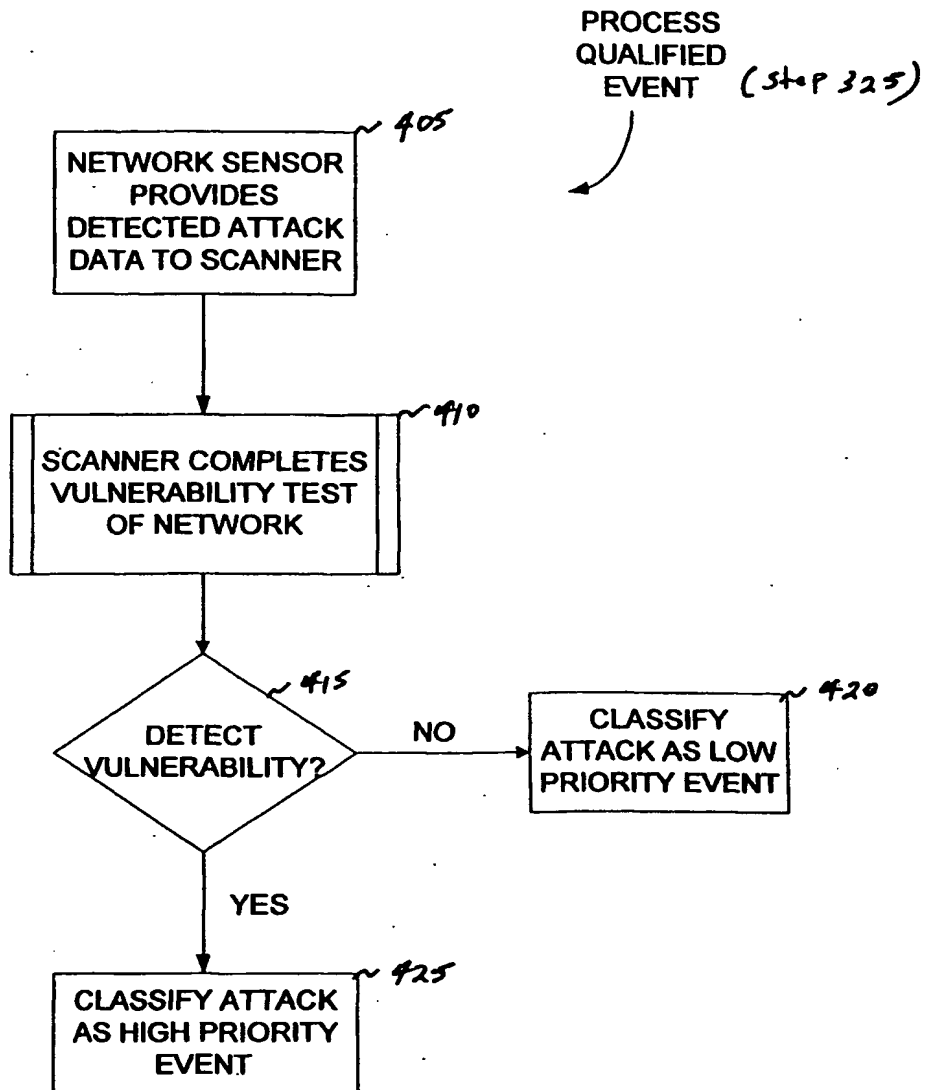 PROCESS
QUALIFIED
EVENT (step 325)
405
NETWORK SENSOR
PROVIDES
DETECTED ATTACK
DATA TO SCANNER
410
SCANNER COMPLETES
VULNERABILITY TEST
OF NETWORK
415
DETECT
VULNERABILITY?
NO
420
CLASSIFY
ATTACK AS LOW
PRIORITY EVENT
YES
425
CLASSIFY ATTACK
AS HIGH PRIORITY
EVENT